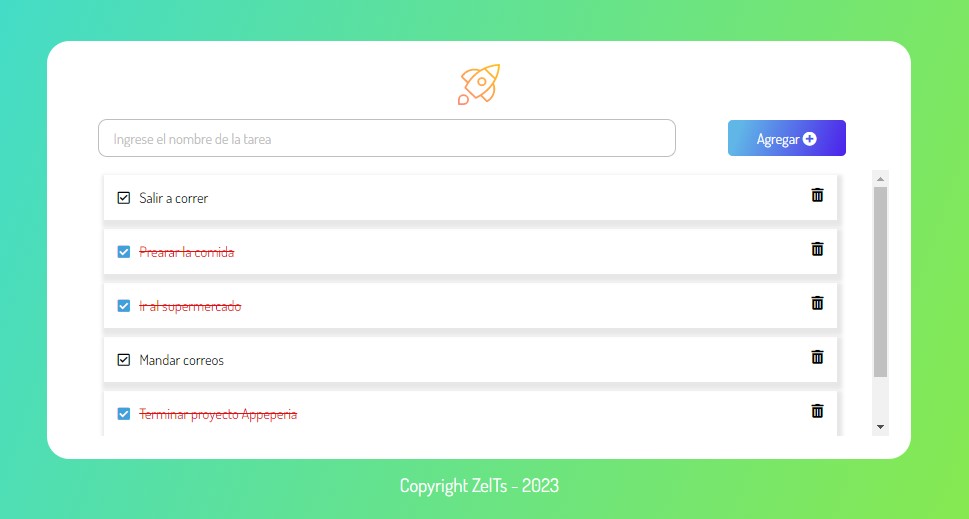 Ingrese el nombre de la tarea
Agregar
Salir a correr
Prearar la comida
Ir al supermercado
Mandar correos
Terminar proyecto Appeperia
Copyright ZelTs - 2023